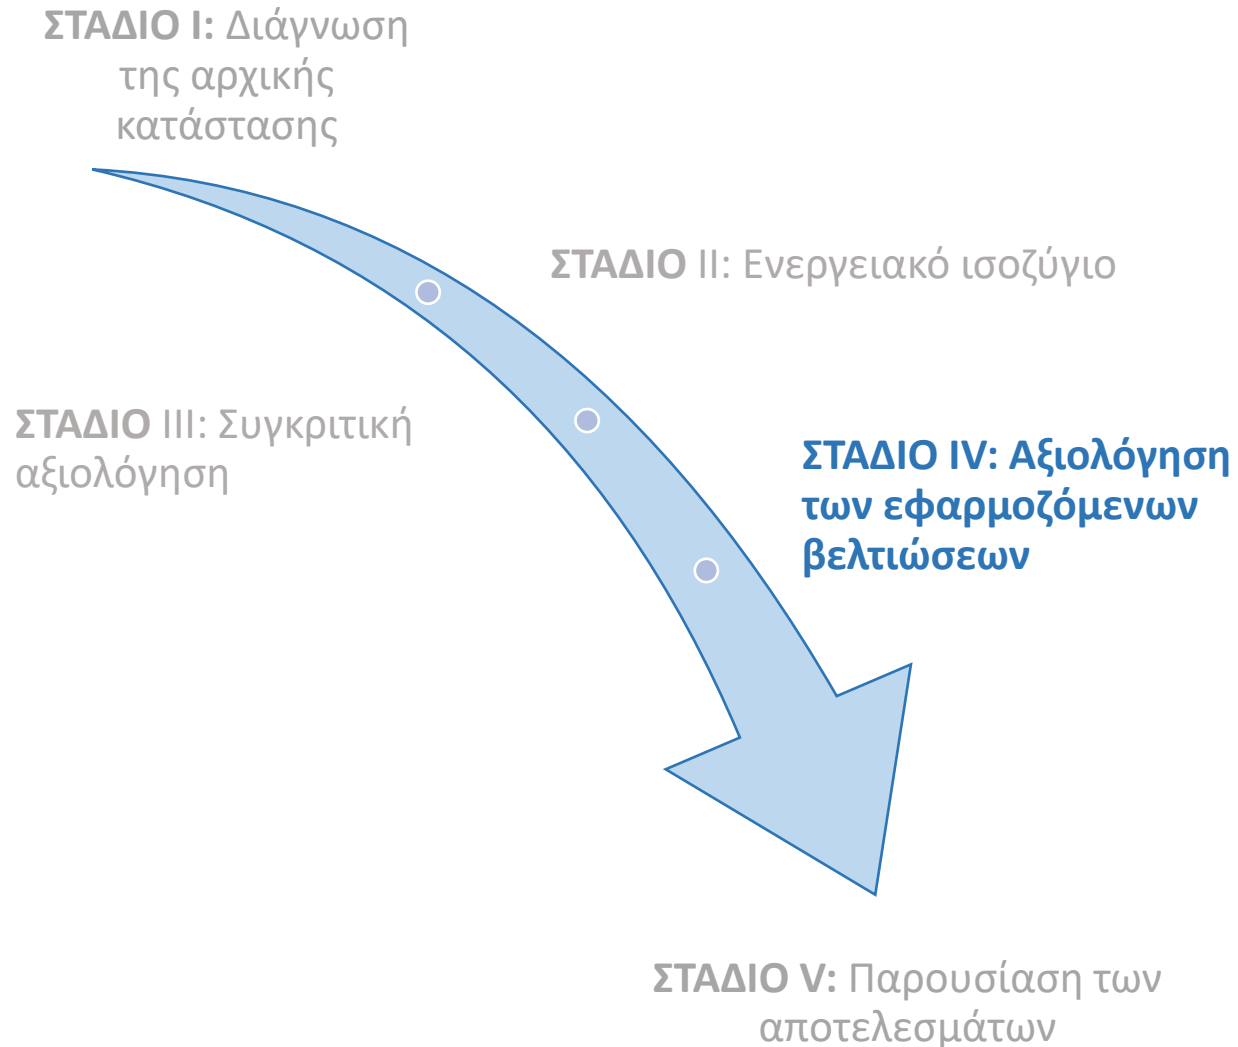 ΣΤΑΔΙΟ I: Διάγνωση
της αρχικής
κατάστασης
ΣΤΑΔΙΟ II: Ενεργειακό ισοζύγιο
ΣΤΑΔΙΟ III: Συγκριτική
αξιολόγηση
ΣΤΑΔΙΟ IV: Αξιολόγηση
των εφαρμοζόμενων
βελτιώσεων
ΣΤΑΔΙΟ V: Παρουσίαση των
αποτελεσμάτων